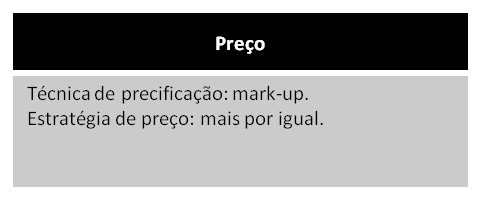 Preço
Técnica de precificação: mark-up.
Estratégia de preço: mais por igual.